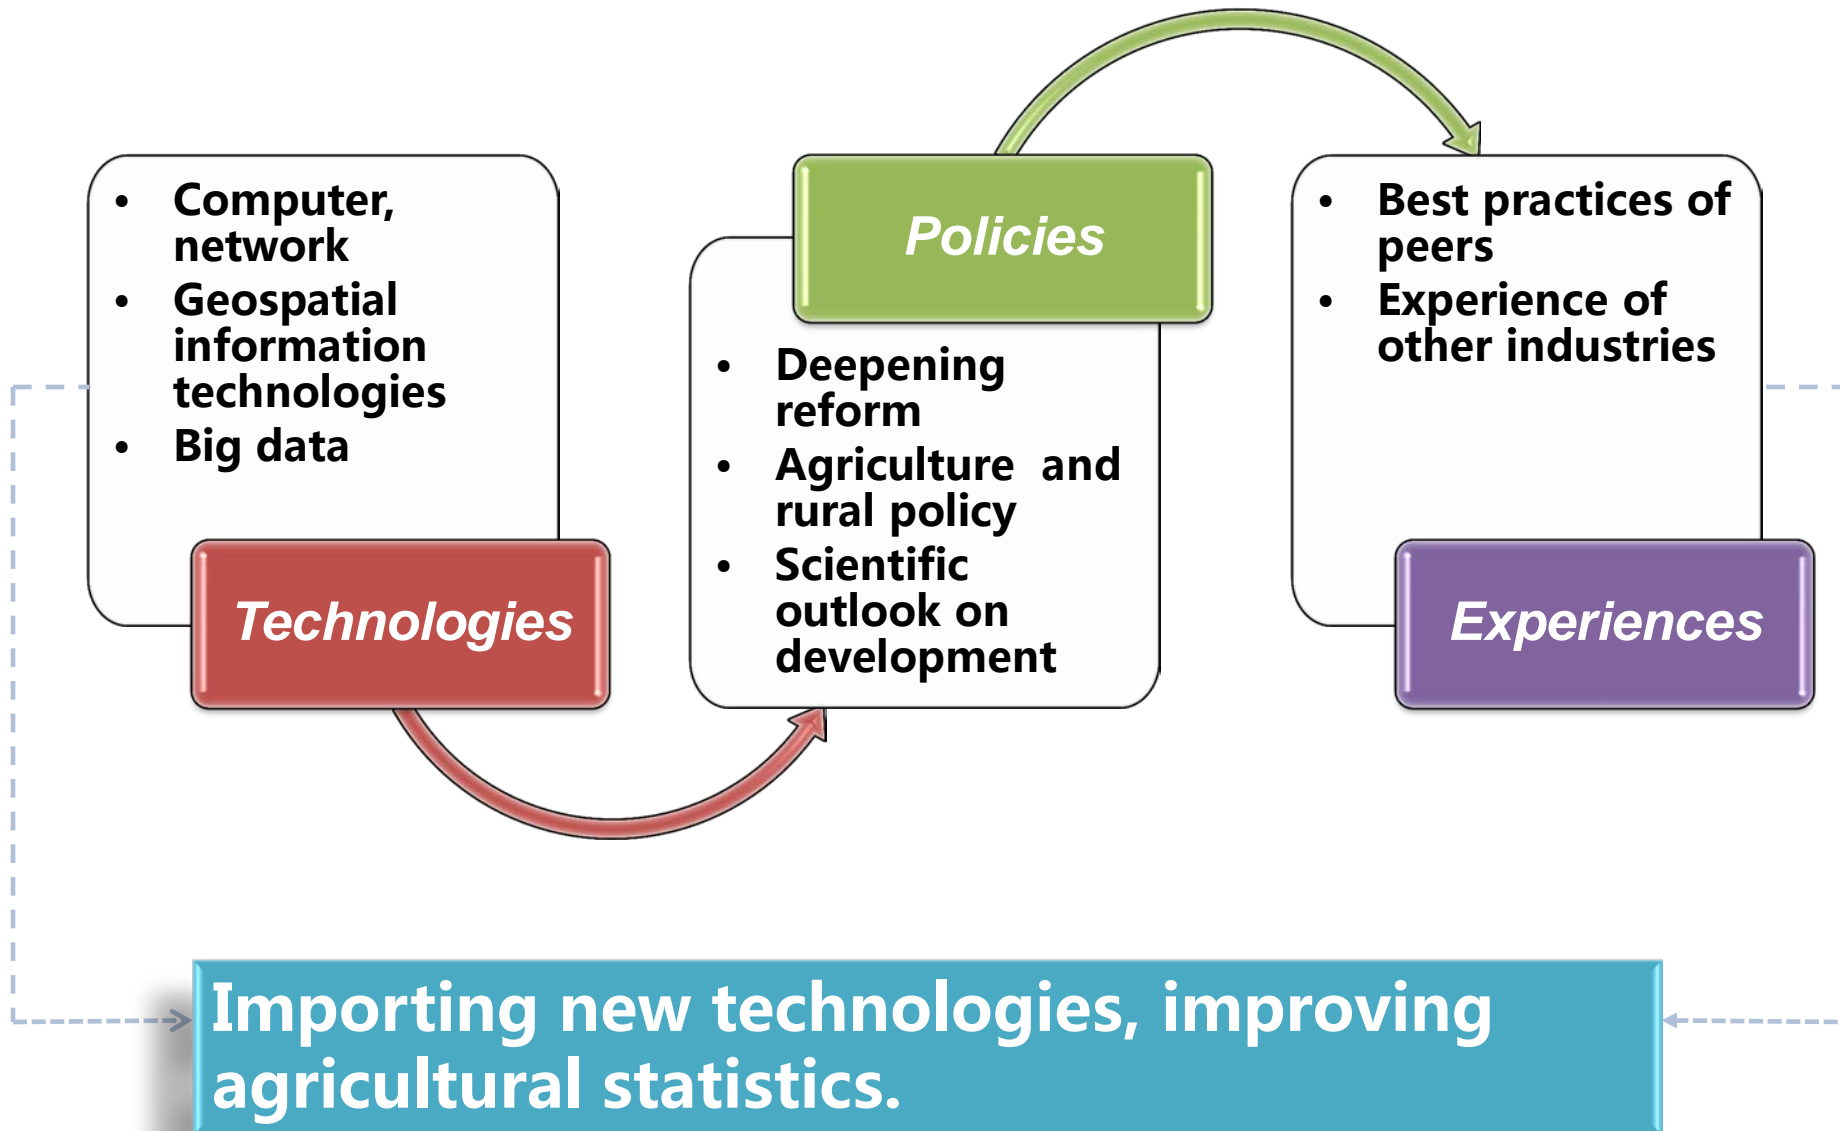 • Computer,
network
• Geospatial
information
technologies
• Big data
Technologies
Policies
• Deepening
reform
• Agriculture and
rural policy
• Scientific
outlook on
development
• Best practices of
peers
• Experience of
other industries
Experiences
Importing new technologies, improving
agricultural statistics.